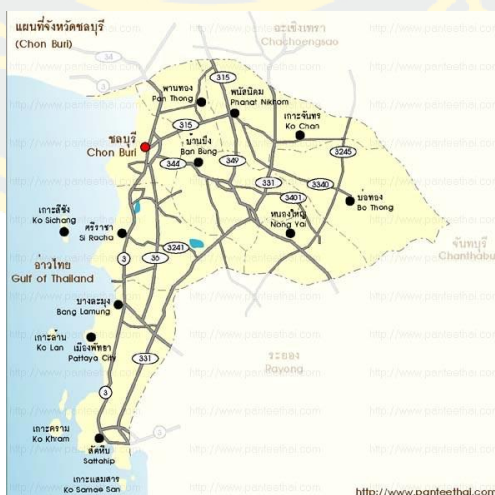 แผนที่จังหวัดชลบุรี
(Chon Buri)
ฉะเชิงเทรา
Chachoengsao
34
3
315
พานทอง
Pan Thong
พนัสนิคม
Phanat Nikhom
เกาะจันทร
Ko Chan
315
ชลบุรี
Chon Buri
บ้านบึง
Ban Bung
344
349
3245
331
3340
3401
บ่อทอง
Bo Thong
หนองใหญ่
Nong Yai
เกาะสีชัง
Ko Sichang
ศรีราชา
Si Racha
3241
จันทบุรี
Chanthabu
3
36
อ่าวไทย
Gulf of Thailand
บางละมุง
Bang Lamung
เกาะล้าน
Ko Lan
เมืองพัทยา
Pattaya City
331
ระยอง
Rayong
3
เกาะคราม
Ko Khram
3
สัตหีบ
Sattahip
เกาะแสมสาร
Ko Samae San
http://www.panteethai.com